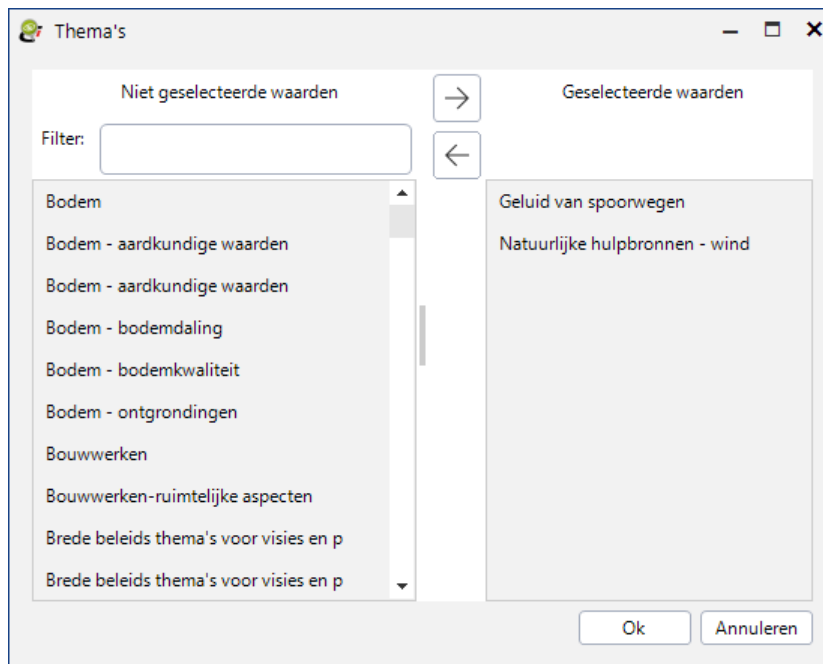 Thema's
Niet geselecteerde waarden
Filter:
Bodem
Bodem - aardkundige waarden
Bodem - aardkundige waarden
Bodem - bodemdaling
Bodem - bodemkwaliteit
Bodem - ontgrondingen
Bouwwerken
Bouwwerken-ruimtelijke aspecten
Brede beleids thema's voor visies en p
Brede beleids thema's voor visies en p
Geselecteerde waarden
Geluid van spoorwegen
Natuurlijke hulpbronnen - wind
Ok
Annuleren